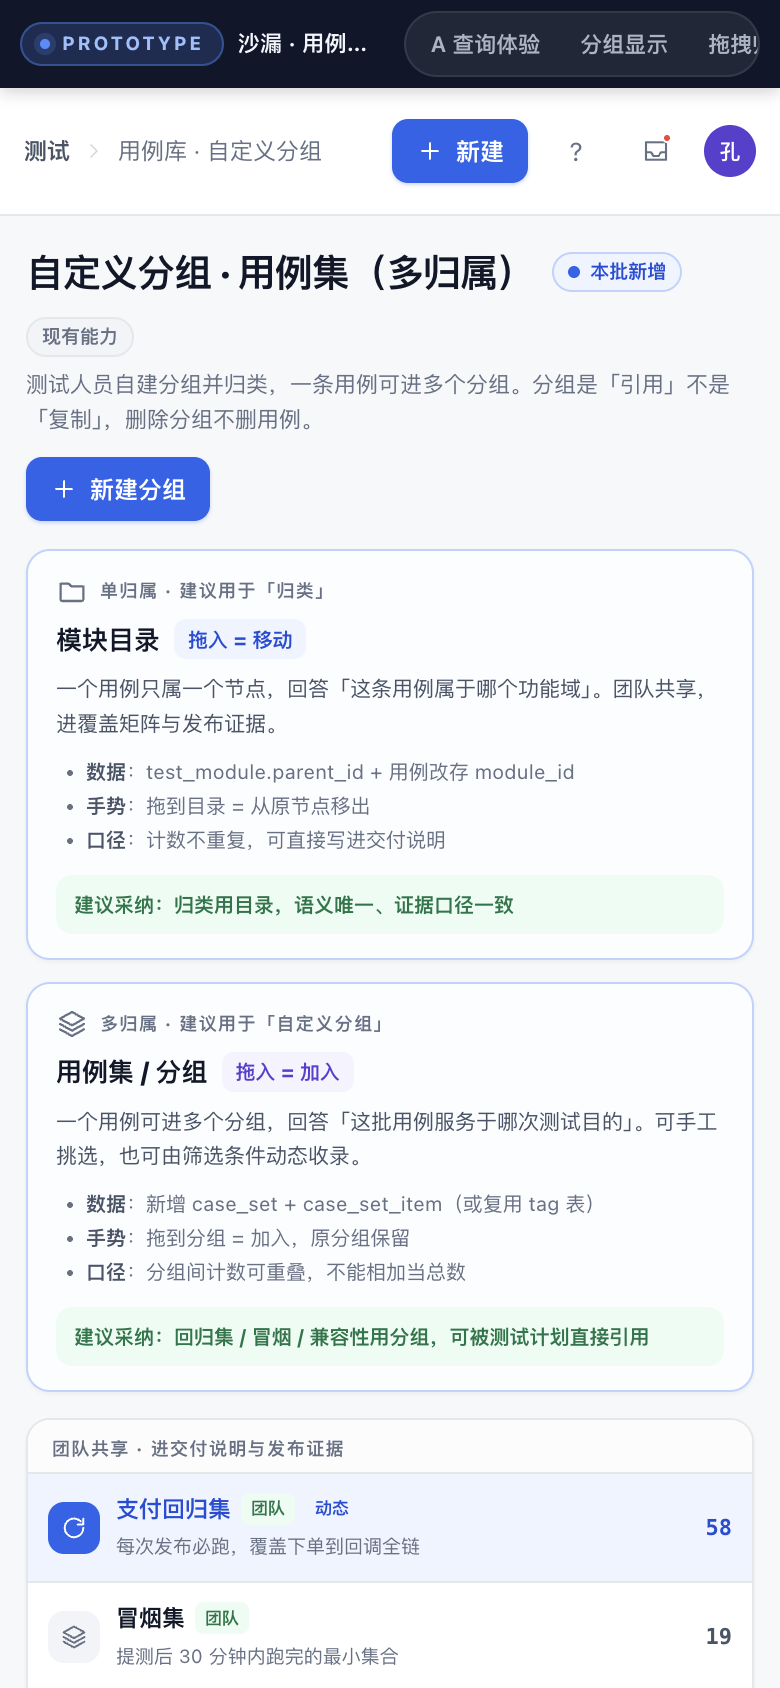 PROTOTYPE 沙漏 · 用例... A 查询体验 分组显示 拖拽
测试 用例库 · 自定义分组 新建 ? 孔
自定义分组 · 用例集（多归属） 本批新增
现有能力
测试人员自建分组并归类，一条用例可进多个分组。分组是「引用」不是
「复制」，删除分组不删用例。
新建分组
单归属 · 建议用于「归类」
模块目录 拖入 = 移动
一个用例只属一个节点，回答「这条用例属于哪个功能域」。团队共享，
进覆盖矩阵与发布证据。
• 数据：test_module.parent_id + 用例改存 module_id
• 手势：拖到目录 = 从原节点移出
• 口径：计数不重复，可直接写进交付说明
建议采纳：归类用目录，语义唯一、证据口径一致
多归属 · 建议用于「自定义分组」
用例集 / 分组 拖入 = 加入
一个用例可进多个分组，回答「这批用例服务于哪次测试目的」。可手工
挑选，也可由筛选条件动态收录。
• 数据：新增 case_set + case_set_item（或复用 tag 表）
• 手势：拖到分组 = 加入，原分组保留
• 口径：分组间计数可重叠，不能相加当总数
建议采纳：回归集 / 冒烟 / 兼容性用分组，可被测试计划直接引用
团队共享 · 进交付说明与发布证据
支付回归集 团队 动态
每次发布必跑，覆盖下单到回调全链
58
冒烟集 团队
提测后 30 分钟内跑完的最小集合
19